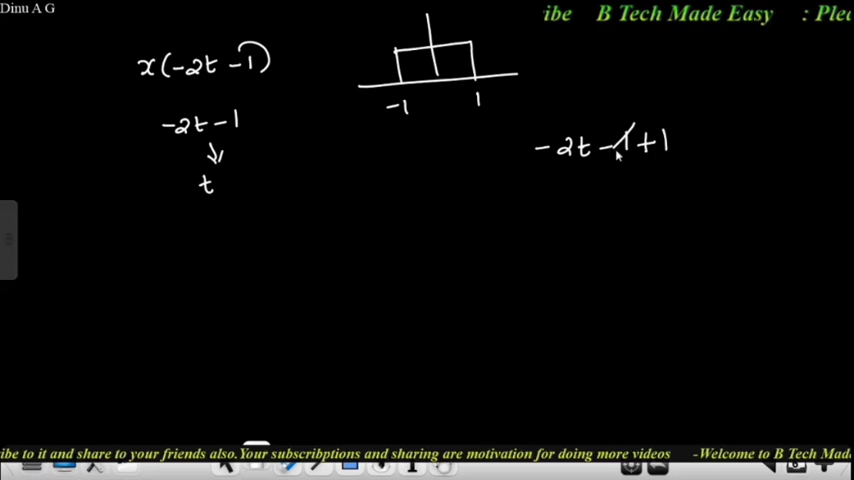 Dinu A G
ibe B Tech Made Easy : Plea
x(-2t -1)
-1 1
-2t -1
-2t -1 +1
t
ibe to it and share to your friends also.Your subscribptions and sharing are motivation for doing more videos -Welcome to B Tech Mad